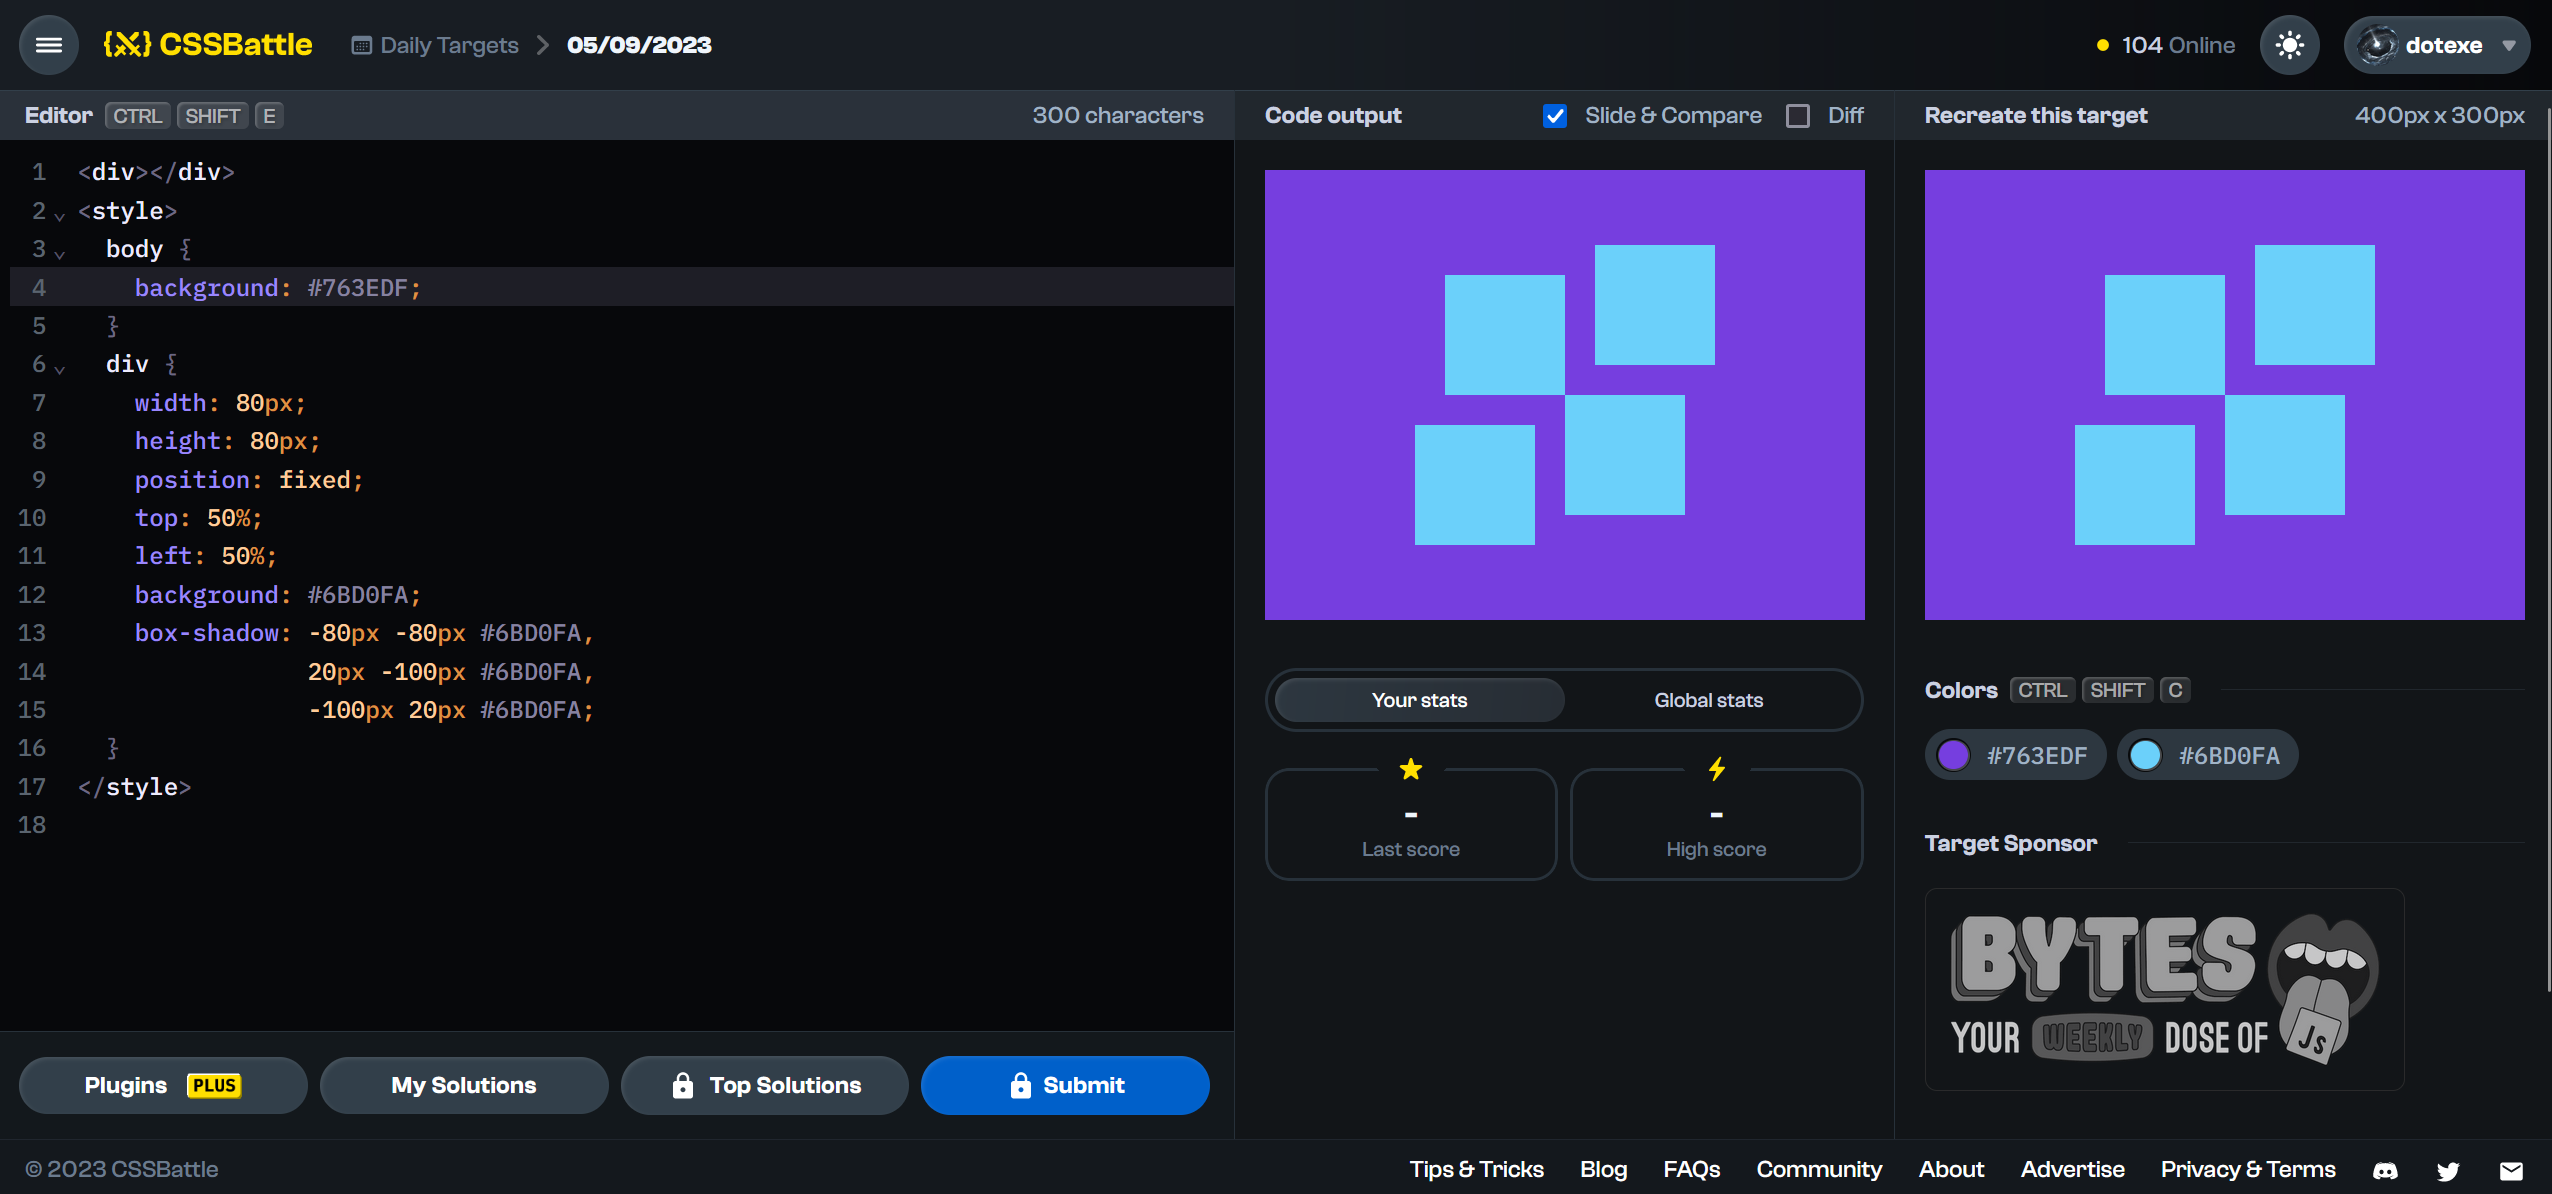 {X} CSSBattle
Daily Targets > 05/09/2023
104 Online
dotexe
Editor CTRL SHIFT E
300 characters
1 <div></div>
2 <style>
3 body {
4 background: #763EDF;
5 }
6 div {
7 width: 80px;
8 height: 80px;
9 position: fixed;
10 top: 50%;
11 left: 50%;
12 background: #6BD0FA;
13 box-shadow: -80px -80px #6BD0FA,
14 20px -100px #6BD0FA,
15 -100px 20px #6BD0FA;
16 }
17 </style>
18
Plugins PLUS
My Solutions
Top Solutions
Submit
Code output
Slide & Compare
Diff
Your stats
Global stats
-
Last score
-
High score
Recreate this target
400px x 300px
Colors CTRL SHIFT C
#763EDF
#6BD0FA
Target Sponsor
BYTES
YOUR WEEKLY DOSE OF JS
© 2023 CSSBattle
Tips & Tricks
Blog
FAQs
Community
About
Advertise
Privacy & Terms